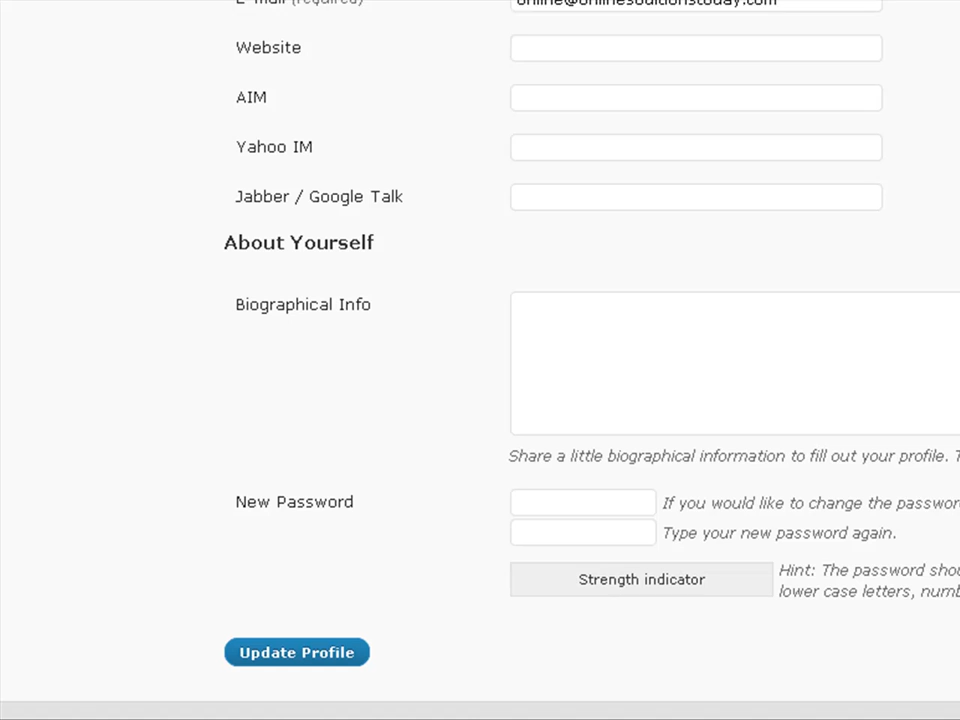 E-mail (required)
Website
AIM
Yahoo IM
Jabber / Google Talk
About Yourself
Biographical Info
Share a little biographical information to fill out your profile. T
New Password
If you would like to change the passwor
Type your new password again.
Strength indicator
Hint: The password shou
lower case letters, numb
Update Profile